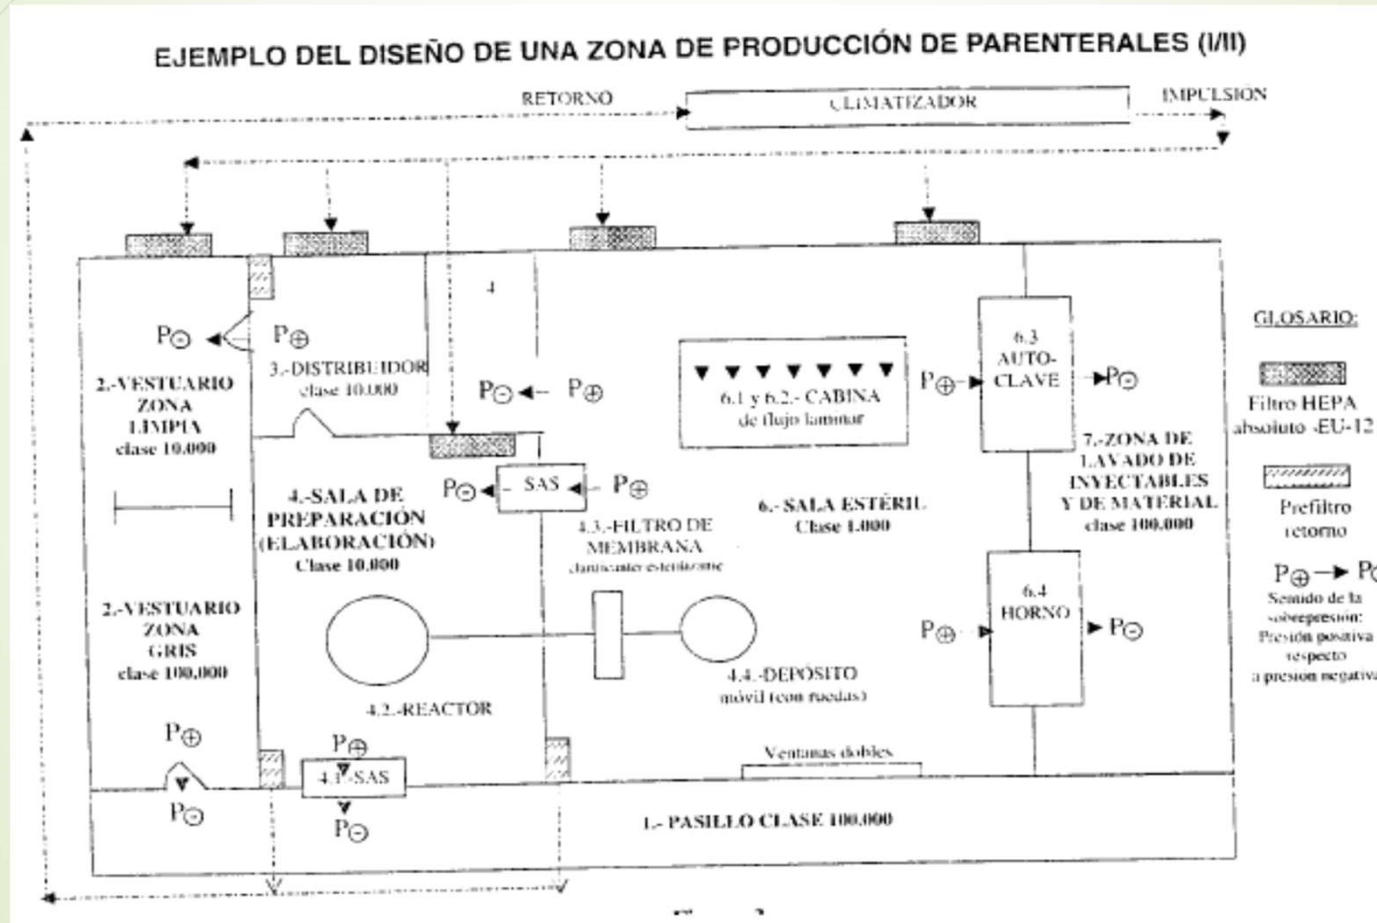 EJEMPLO DEL DISEÑO DE UNA ZONA DE PRODUCCIÓN DE PARENTERALES (I/II)
RETORNO
CLIMATIZADOR
IMPULSIÓN
4
P⊖
P⊕
3.-DISTRIBUIDOR
clase 10.000
2.-VESTUARIO
ZONA
LIMPIA
clase 10.000
P⊖
P⊕
6.1 y 6.2.- CABINA
de flujo laminar
P⊕
6.3
AUTO-
CLAVE
P⊖
GLOSARIO:
Filtro HEPA
absoluto -EU-12
P⊖
SAS
P⊕
4.-SALA DE
PREPARACIÓN
(ELABORACIÓN)
Clase 10.000
4.3.-FILTRO DE
MEMBRANA
clarificante esterilizante
6.- SALA ESTÉRIL
Clase 1.000
7.-ZONA DE
LAVADO DE
INYECTABLES
Y DE MATERIAL
clase 100.000
Prefiltro
retorno
P⊕
Sentido de la
sobrepresión:
Presión positiva
respecto
a presión negativa
2.-VESTUARIO
ZONA
GRIS
clase 100.000
P⊕
6.4
HORNO
P⊖
4.2.-REACTOR
4.4.-DEPÓSITO
móvil (con ruedas)
P⊕
P⊖
P⊕
4.1.-SAS
P⊖
Ventanas dobles
1.- PASILLO CLASE 100.000